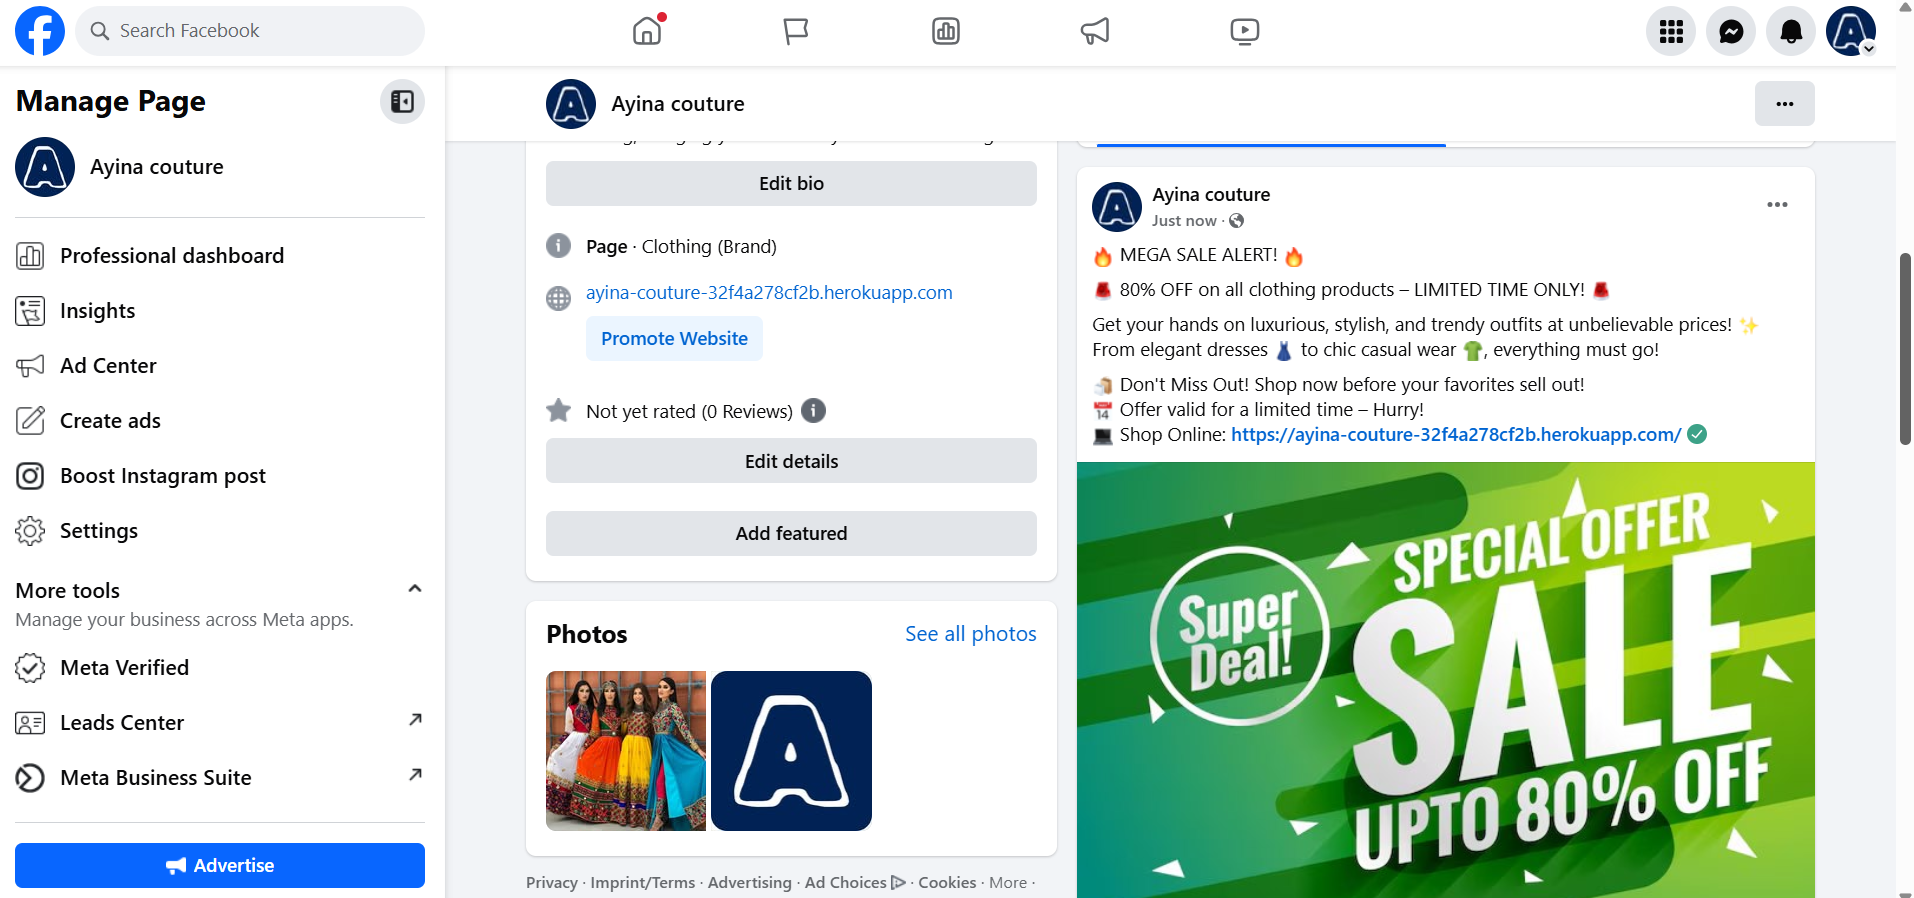 Search Facebook
Manage Page
Ayina couture
Professional dashboard
Insights
Ad Center
Create ads
Boost Instagram post
Settings
More tools
Manage your business across Meta apps.
Meta Verified
Leads Center
Meta Business Suite
Advertise
Ayina couture
Edit bio
Page · Clothing (Brand)
ayina-couture-32f4a278cf2b.herokuapp.com
Promote Website
Not yet rated (0 Reviews)
Edit details
Add featured
Photos
See all photos
Privacy · Imprint/Terms · Advertising · Ad Choices · Cookies · More ·
Ayina couture
Just now ·
🔥 MEGA SALE ALERT! 🔥
80% OFF on all clothing products – LIMITED TIME ONLY!
Get your hands on luxurious, stylish, and trendy outfits at unbelievable prices! ✨
From elegant dresses 👗 to chic casual wear 👕, everything must go!
🛍️ Don't Miss Out! Shop now before your favorites sell out!
📅 Offer valid for a limited time – Hurry!
💻 Shop Online: https://ayina-couture-32f4a278cf2b.herokuapp.com/
Super
Deal!
SPECIAL OFFER
SALE
UPTO 80% OFF